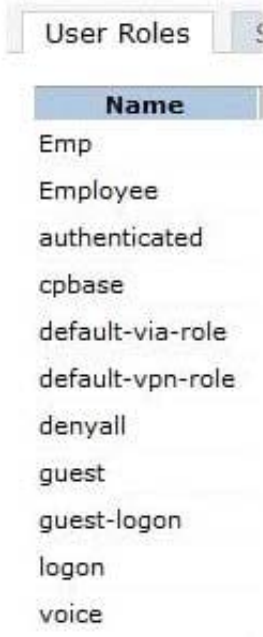 User Roles S
Name
Emp
Employee
authenticated
cpbase
default-via-role
default-vpn-role
denyall
guest
guest-logon
logon
voice